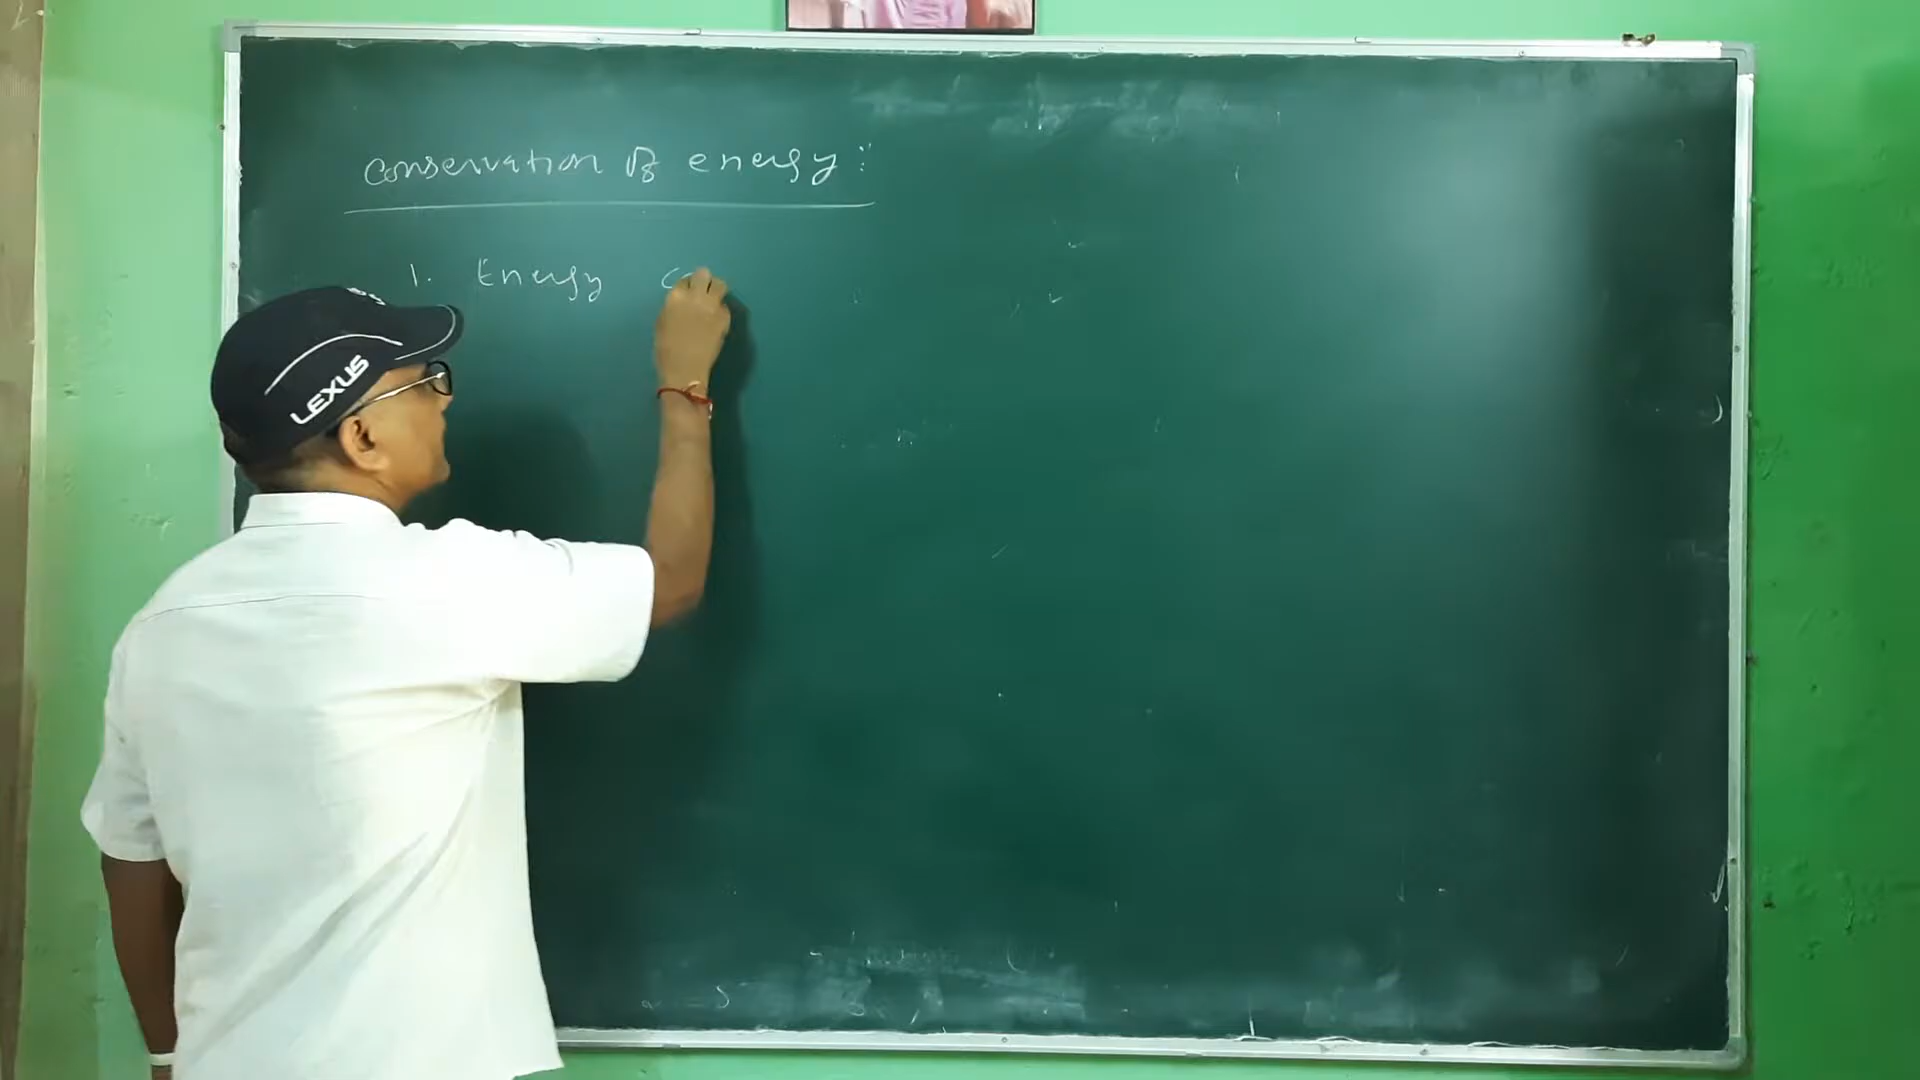 conservation of energy :
1. Energy c
LEXUS